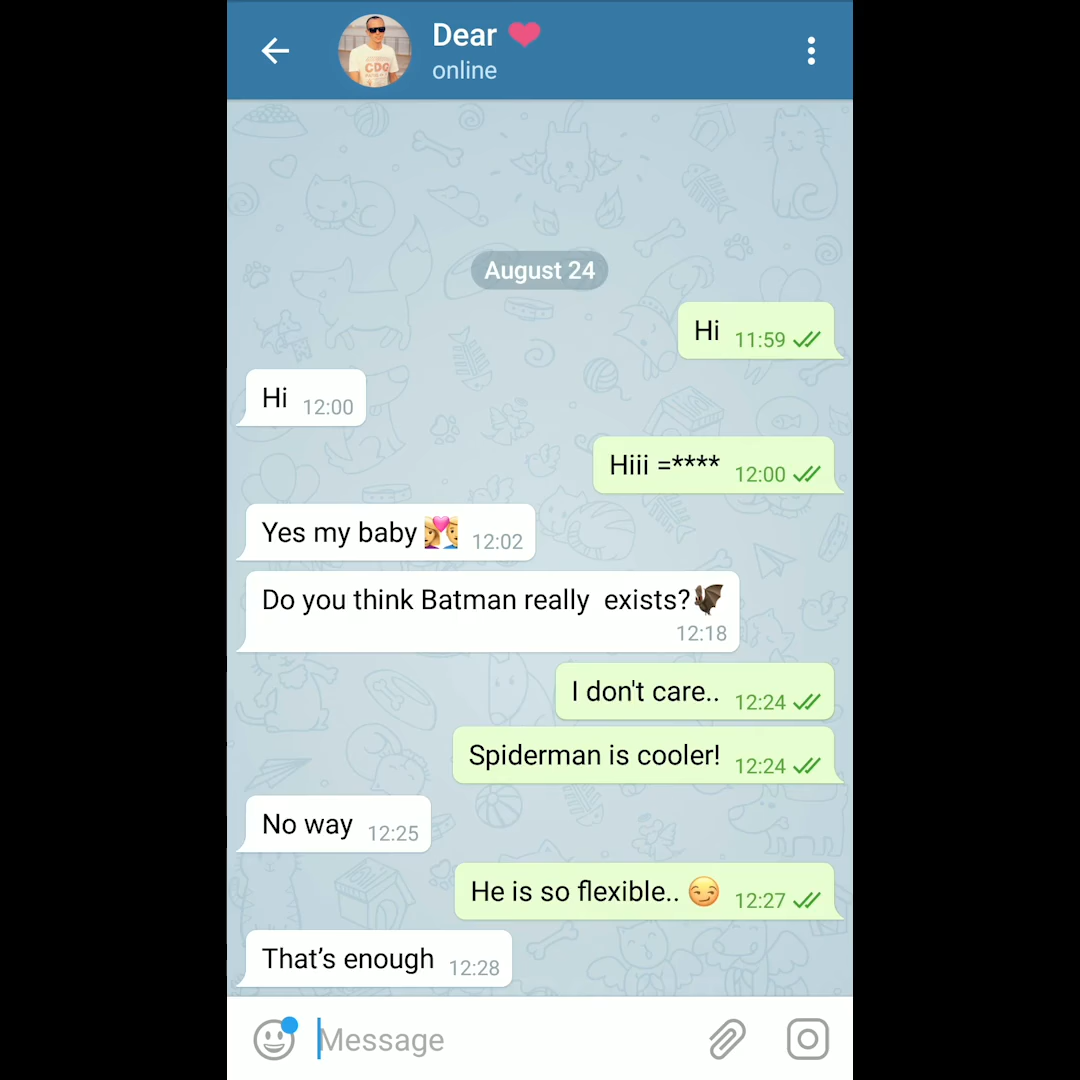 Dear ❤
online
CDG
August 24
Hi 11:59
Hi 12:00
Hiii =**** 12:00
Yes my baby 👩‍❤️‍👨 12:02
Do you think Batman really  exists?🦇
12:18
I don't care.. 12:24
Spiderman is cooler! 12:24
No way 12:25
He is so flexible.. 😏 12:27
That’s enough 12:28
Message